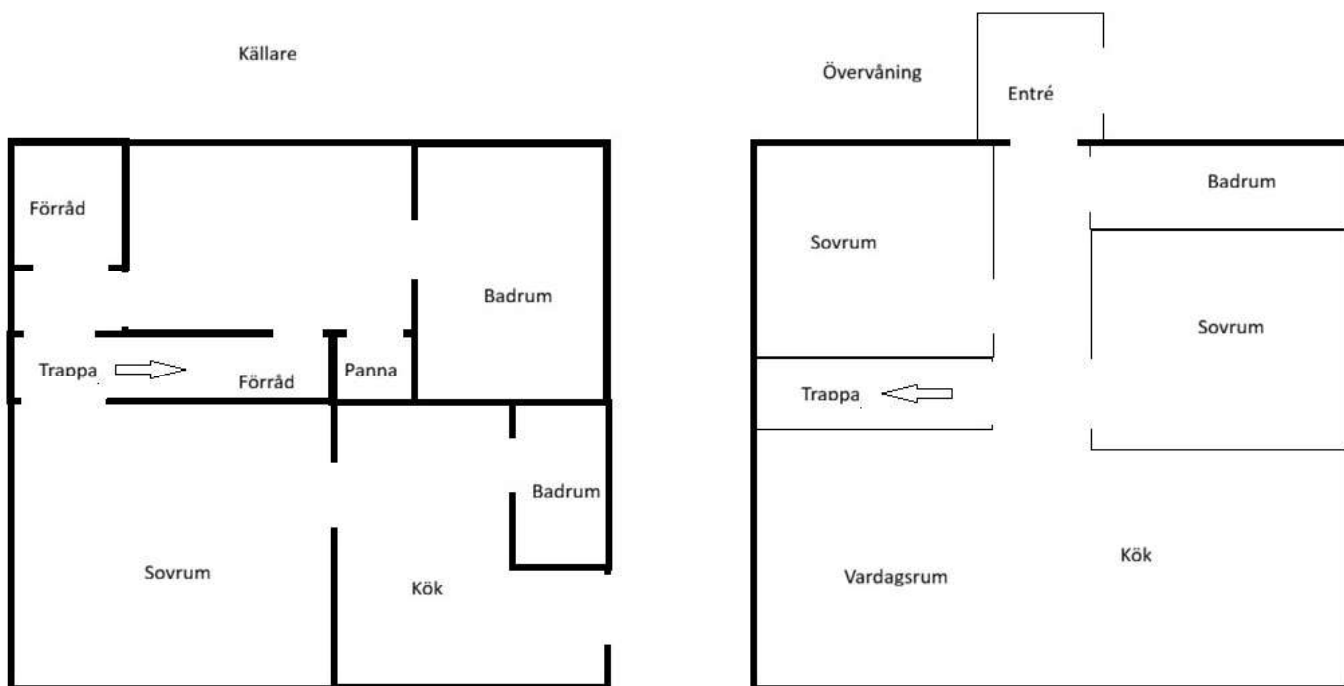 Källare
Förråd
Badrum
Trappa
Förråd
Panna
Badrum
Sovrum
Kök
Övervåning
Entré
Badrum
Sovrum
Sovrum
Trappa
Kök
Vardagsrum